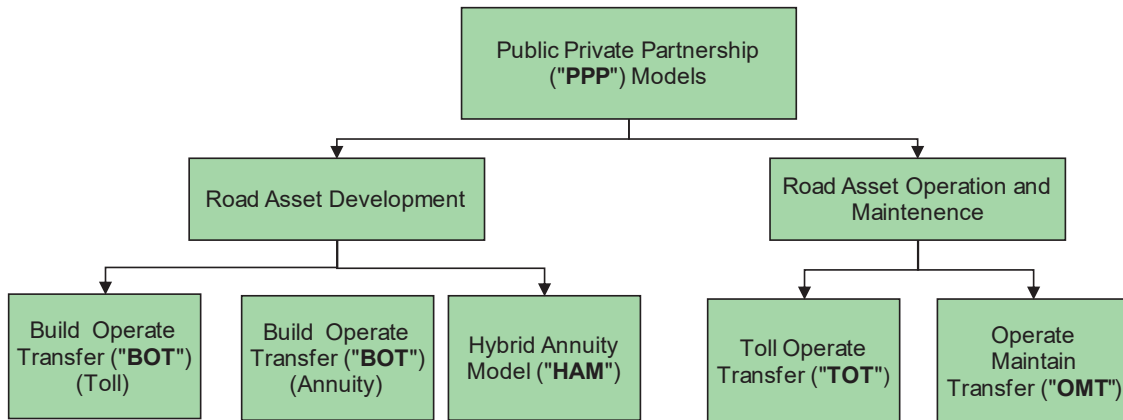 Public Private Partnership
("PPP") Models
Road Asset Development
Road Asset Operation and
Maintenence
Build Operate
Transfer ("BOT")
(Toll)
Build Operate
Transfer ("BOT")
(Annuity)
Hybrid Annuity
Model ("HAM")
Toll Operate
Transfer ("TOT")
Operate
Maintain
Transfer "OMT")